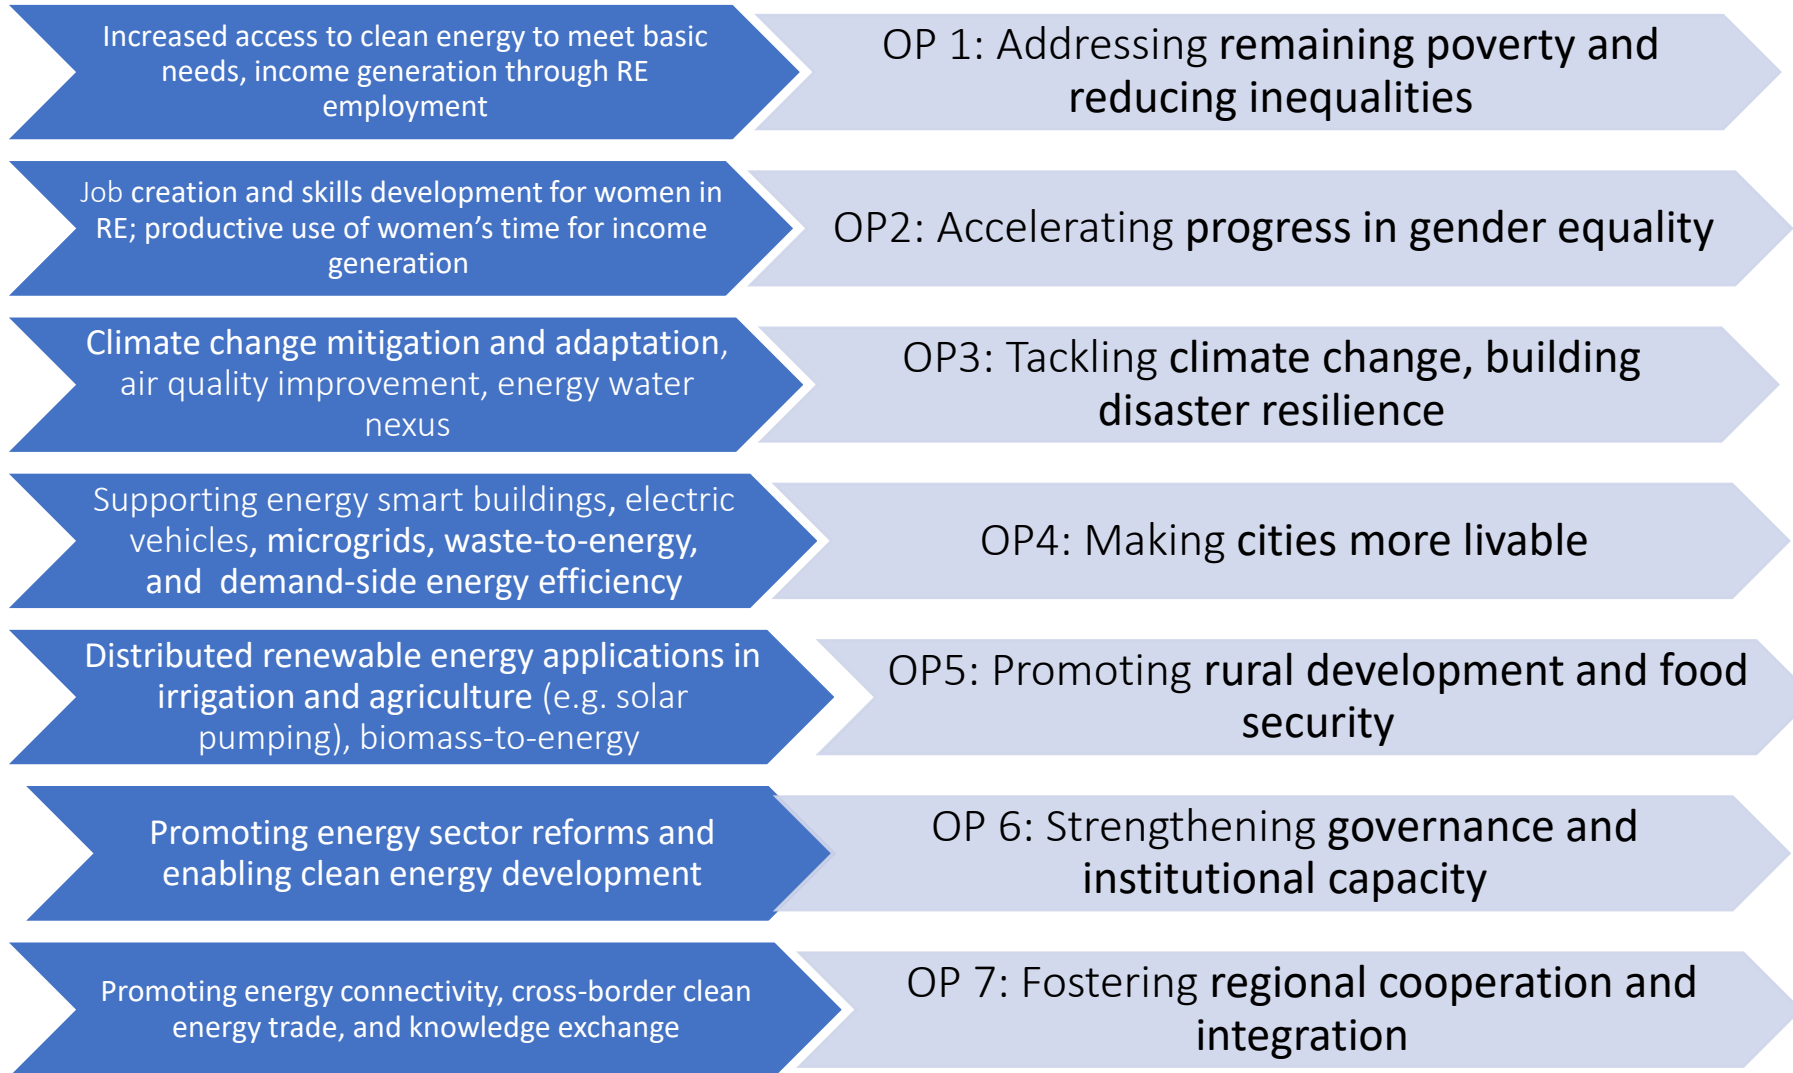 Increased access to clean energy to meet basic
needs, income generation through RE
employment
OP 1: Addressing remaining poverty and
reducing inequalities
Job creation and skills development for women in
RE; productive use of women’s time for income
generation
OP2: Accelerating progress in gender equality
Climate change mitigation and adaptation,
air quality improvement, energy water
nexus
OP3: Tackling climate change, building
disaster resilience
Supporting energy smart buildings, electric
vehicles, microgrids, waste-to-energy,
and  demand-side energy efficiency
OP4: Making cities more livable
Distributed renewable energy applications in
irrigation and agriculture (e.g. solar
pumping), biomass-to-energy
OP5: Promoting rural development and food
security
Promoting energy sector reforms and
enabling clean energy development
OP 6: Strengthening governance and
institutional capacity
Promoting energy connectivity, cross-border clean
energy trade, and knowledge exchange
OP 7: Fostering regional cooperation and
integration